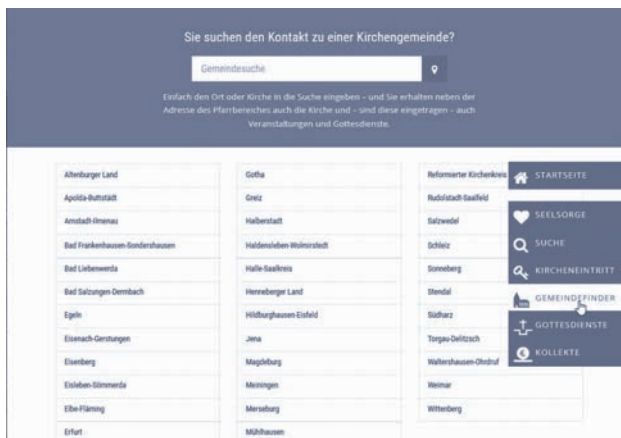 Sie suchen den Kontakt zu einer Kirchengemeinde?
Gemeindesuche
Einfach den Ort oder Kirche in die Suche eingeben – und Sie erhalten neben der
Adresse des Pfarrbereiches auch die Kirche und – sind diese eingetragen – auch
Veranstaltungen und Gottesdienste.
Altenburger Land
Apolda-Buttstädt
Arnstadt-Ilmenau
Bad Frankenhausen-Sondershausen
Bad Liebenwerda
Bad Salzungen-Dermbach
Egeln
Eisenach-Gerstungen
Eisenberg
Eisleben-Sömmerda
Elbe-Fläming
Erfurt
Gotha
Greiz
Halberstadt
Haldensleben-Wolmirstedt
Halle-Saalkreis
Henneberger Land
Hildburghausen-Eisfeld
Jena
Magdeburg
Meiningen
Merseburg
Mühlhausen
Reformierter Kirchenkreis
Rudolstadt-Saalfeld
Salzwedel
Schleiz
Sonneberg
Stendal
Südharz
Torgau-Delitzsch
Waltershausen-Ohrdruf
Weimar
Wittenberg
STARTSEITE
SEELSORGE
SUCHE
KIRCHENEINTRITT
GEMEINDEFINDER
GOTTESDIENSTE
KOLLEKTE